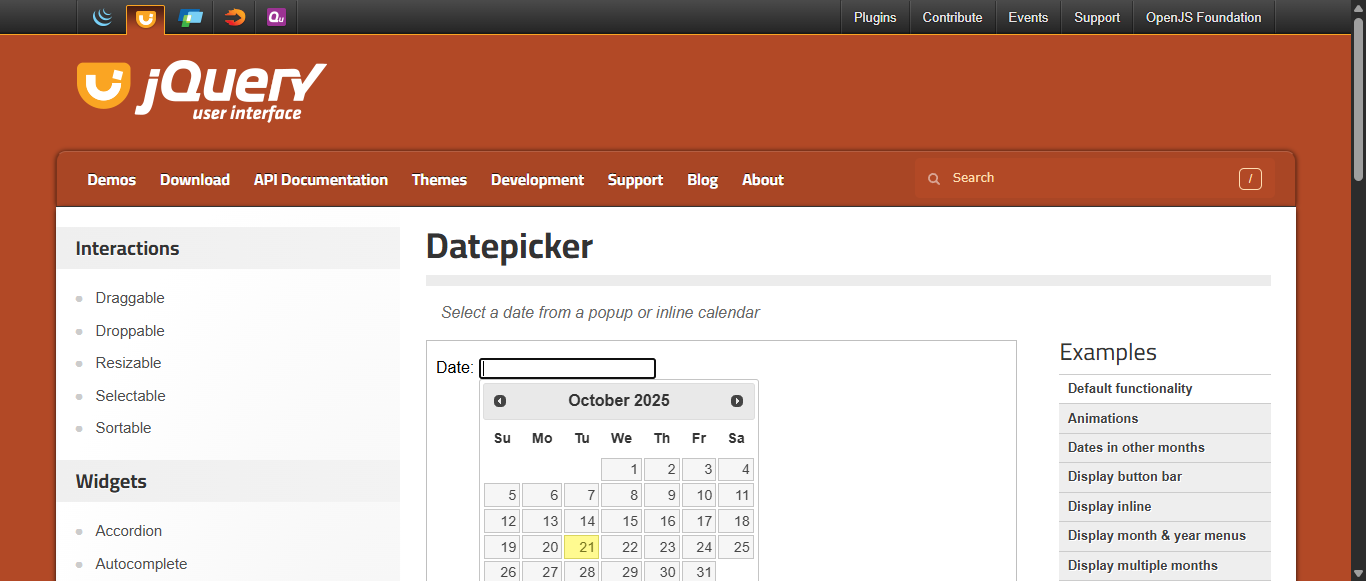 Qu
Plugins
Contribute
Events
Support
OpenJS Foundation
jQuery
user interface
Demos
Download
API Documentation
Themes
Development
Support
Blog
About
Search
/
Interactions
Draggable
Droppable
Resizable
Selectable
Sortable
Widgets
Accordion
Autocomplete
Datepicker
Select a date from a popup or inline calendar
Date:
October 2025
Su Mo Tu We Th Fr Sa
1 2 3 4
5 6 7 8 9 10 11
12 13 14 15 16 17 18
19 20 21 22 23 24 25
26 27 28 29 30 31
Examples
Default functionality
Animations
Dates in other months
Display button bar
Display inline
Display month & year menus
Display multiple months